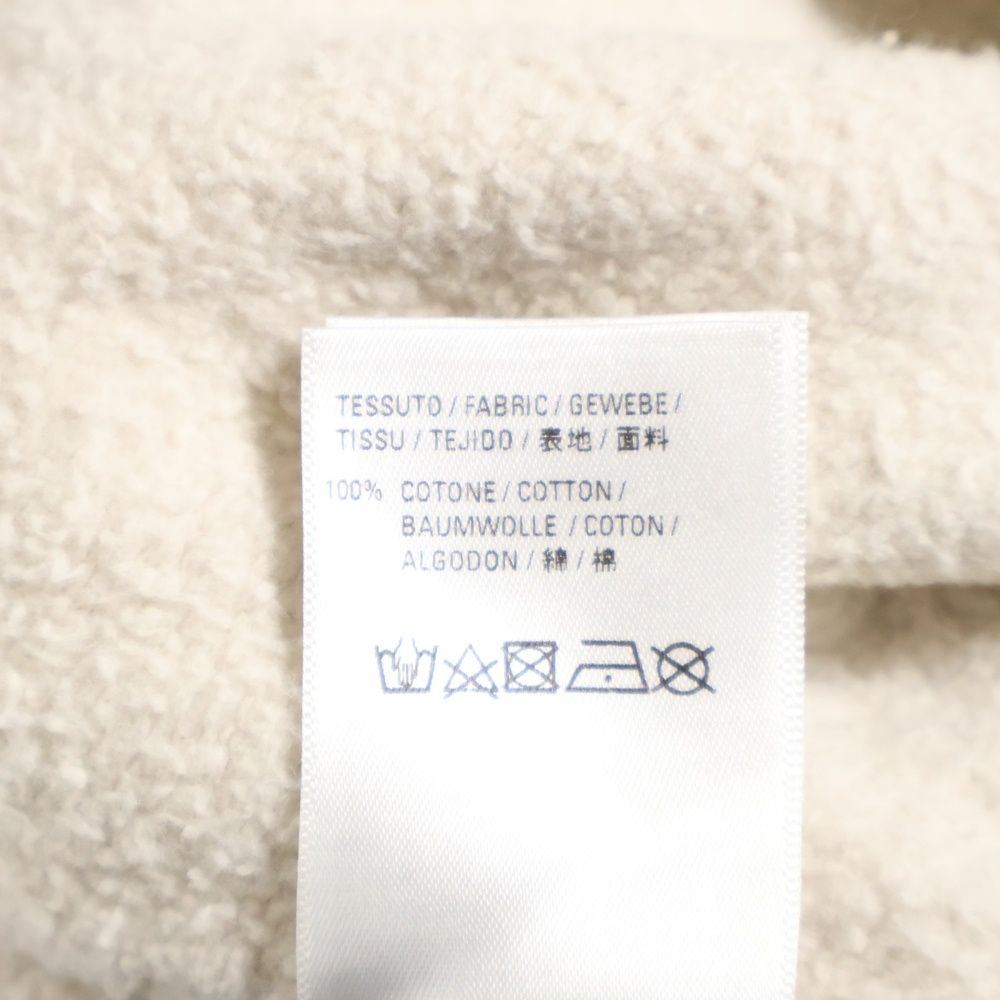 TESSUTO / FABRIC / GEWEBE /
TISSU / TEJIDO / 表地 / 面料
100% COTONE / COTTON /
BAUMWOLLE / COTON /
ALGODON / 綿 / 棉